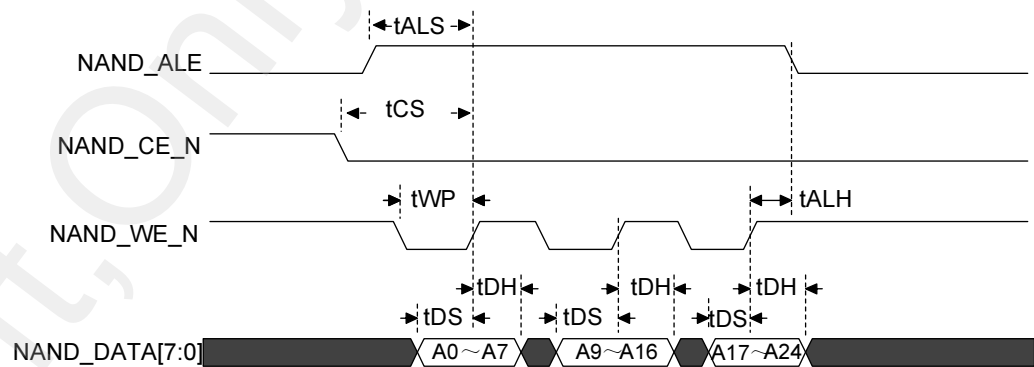 tALS
NAND_ALE
tCS
NAND_CE_N
tWP
tALH
NAND_WE_N
tDH tDH tDH
tDS tDS tDS
NAND_DATA[7:0] A0～A7 A9～A16 A17～A24